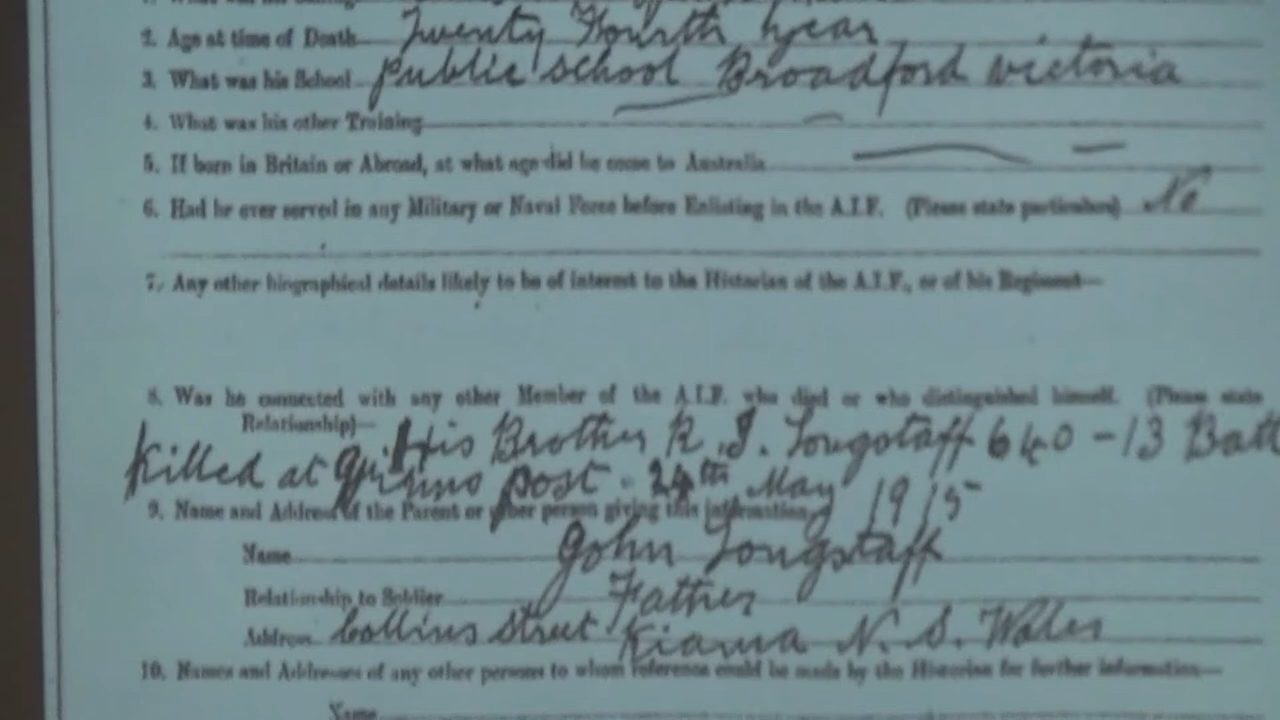 2. Age at time of Death Twenty Fourth year
3. What was his School public school Broadford victoria
4. What was his other Training
5. If born in Britain or Abroad, at what age did he come to Australia
6. Had he ever served in any Military or Naval Force before Enlisting in the A.I.F. (Please state particulars) No
7. Any other biographical details likely to be of interest to the Historian of the A.I.F., or of his Regiment—
8. Was he connected with any other Member of the A.I.F. who died or who distinguished himself. (Please state
Relationship)— His Brother R. J. Longstaff 640 - 13 Batt
killed at post - 24th May 1915
9. Name and Address of the Parent or other person giving this information
Name John Longstaff
Relationship to Soldier Father
Address Collins Street Kiama N. S. Wales
10. Names and Addresses of any other persons to whom reference could be made by the Historian for further information—
Name